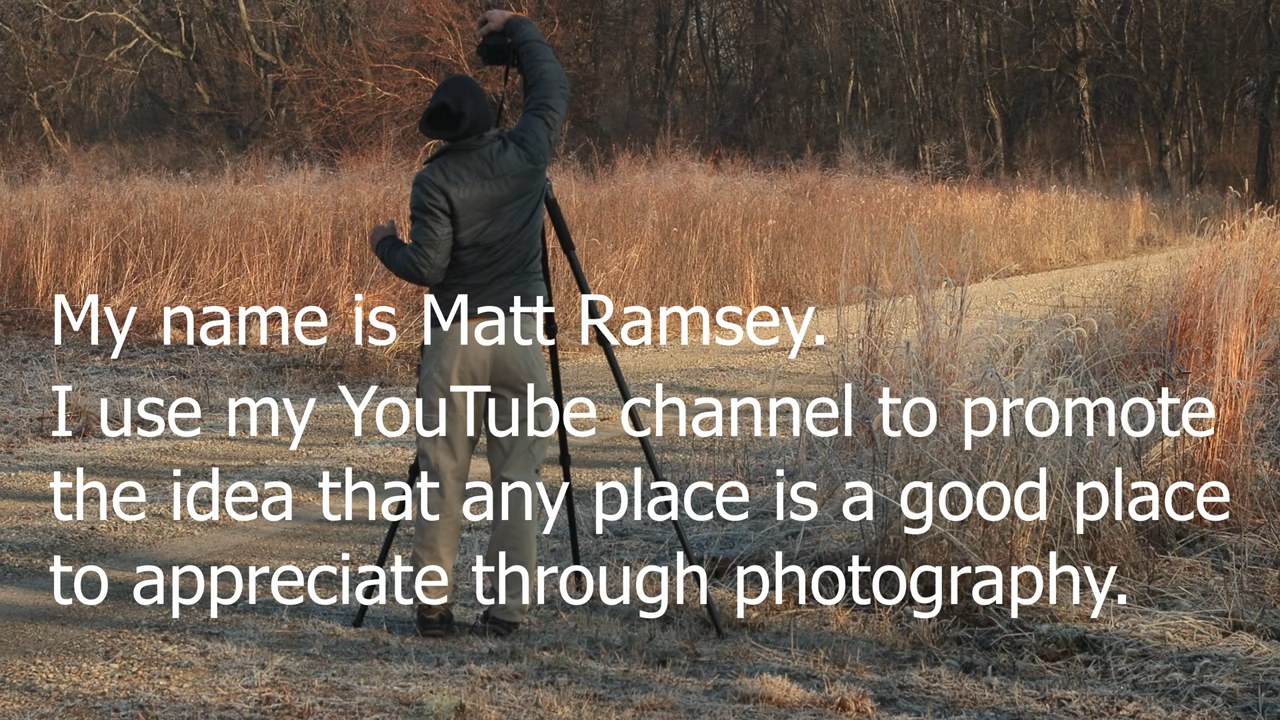 My name is Matt Ramsey.
I use my YouTube channel to promote
the idea that any place is a good place
to appreciate through photography.